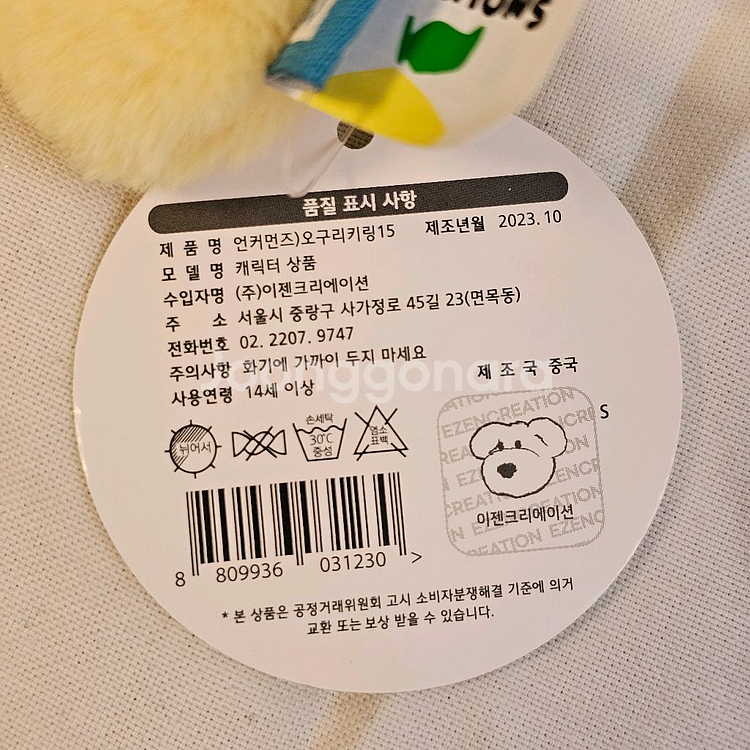 품질 표시 사항
제 품 명 언커먼즈)오구리키링15 제조년월 2023.10
모 델 명 캐릭터 상품
수입자명 (주)이젠크리에이션
주 소 서울시 중랑구 사가정로 45길 23(면목동)
전화번호 02. 2207. 9747
주의사항 화기에 가까이 두지 마세요
사용연령 14세 이상
제 조 국 중국
Joonggonara
뉘어서
손세탁
30℃
중성
염소
표백
S
EZENCREATION
이젠크리에이션
8 809936 031230 >
* 본 상품은 공정거래위원회 고시 소비자분쟁해결 기준에 의거
교환 또는 보상 받을 수 있습니다.